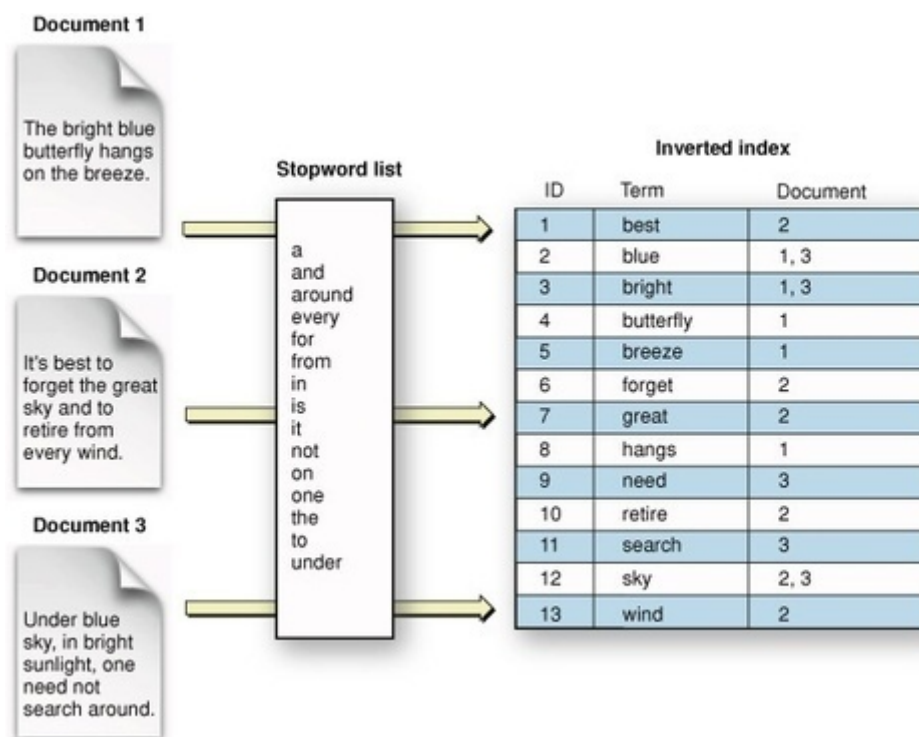 Document 1
The bright blue
butterfly hangs
on the breeze.
Document 2
It's best to
forget the great
sky and to
retire from
every wind.
Document 3
Under blue
sky, in bright
sunlight, one
need not
search around.
Stopword list
a
and
around
every
for
from
in
is
it
not
on
one
the
to
under
Inverted index
ID Term Document
1 best 2
2 blue 1, 3
3 bright 1, 3
4 butterfly 1
5 breeze 1
6 forget 2
7 great 2
8 hangs 1
9 need 3
10 retire 2
11 search 3
12 sky 2, 3
13 wind 2